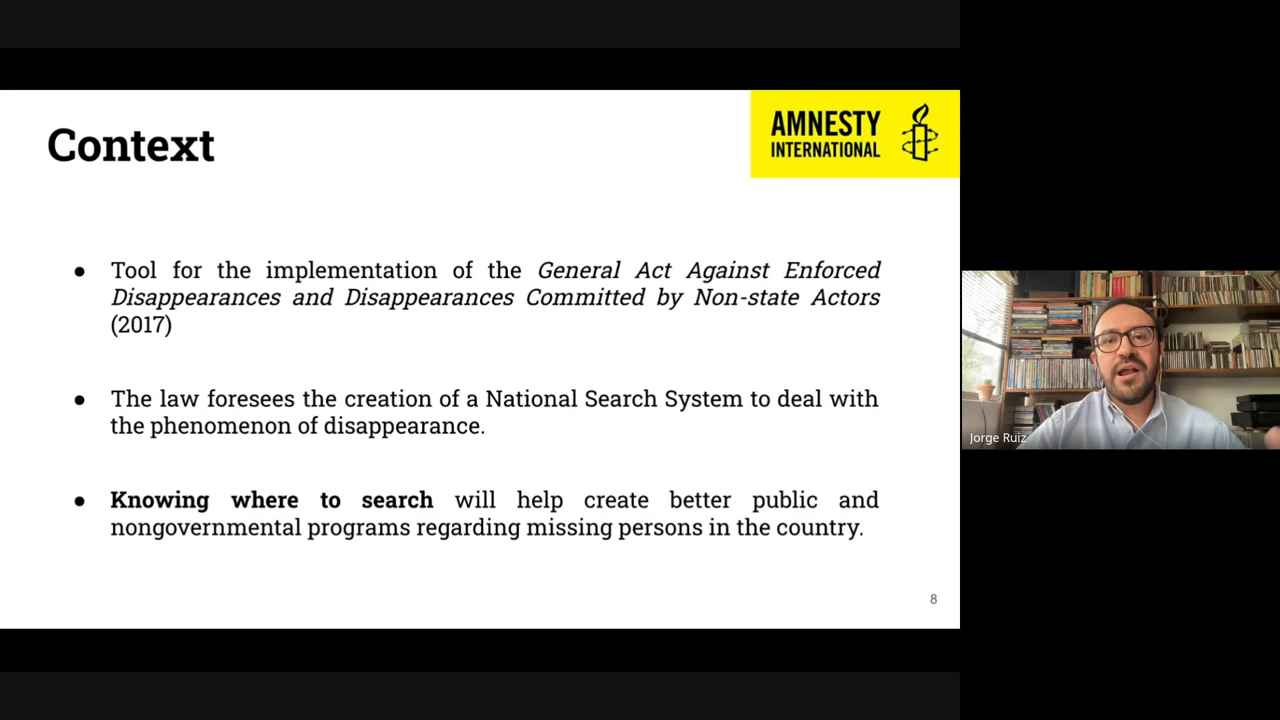 Context
AMNESTY
INTERNATIONAL
● Tool for the implementation of the General Act Against Enforced
Disappearances and Disappearances Committed by Non-state Actors
(2017)
● The law foresees the creation of a National Search System to deal with
the phenomenon of disappearance.
● Knowing where to search will help create better public and
nongovernmental programs regarding missing persons in the country.
8
Jorge Ruiz